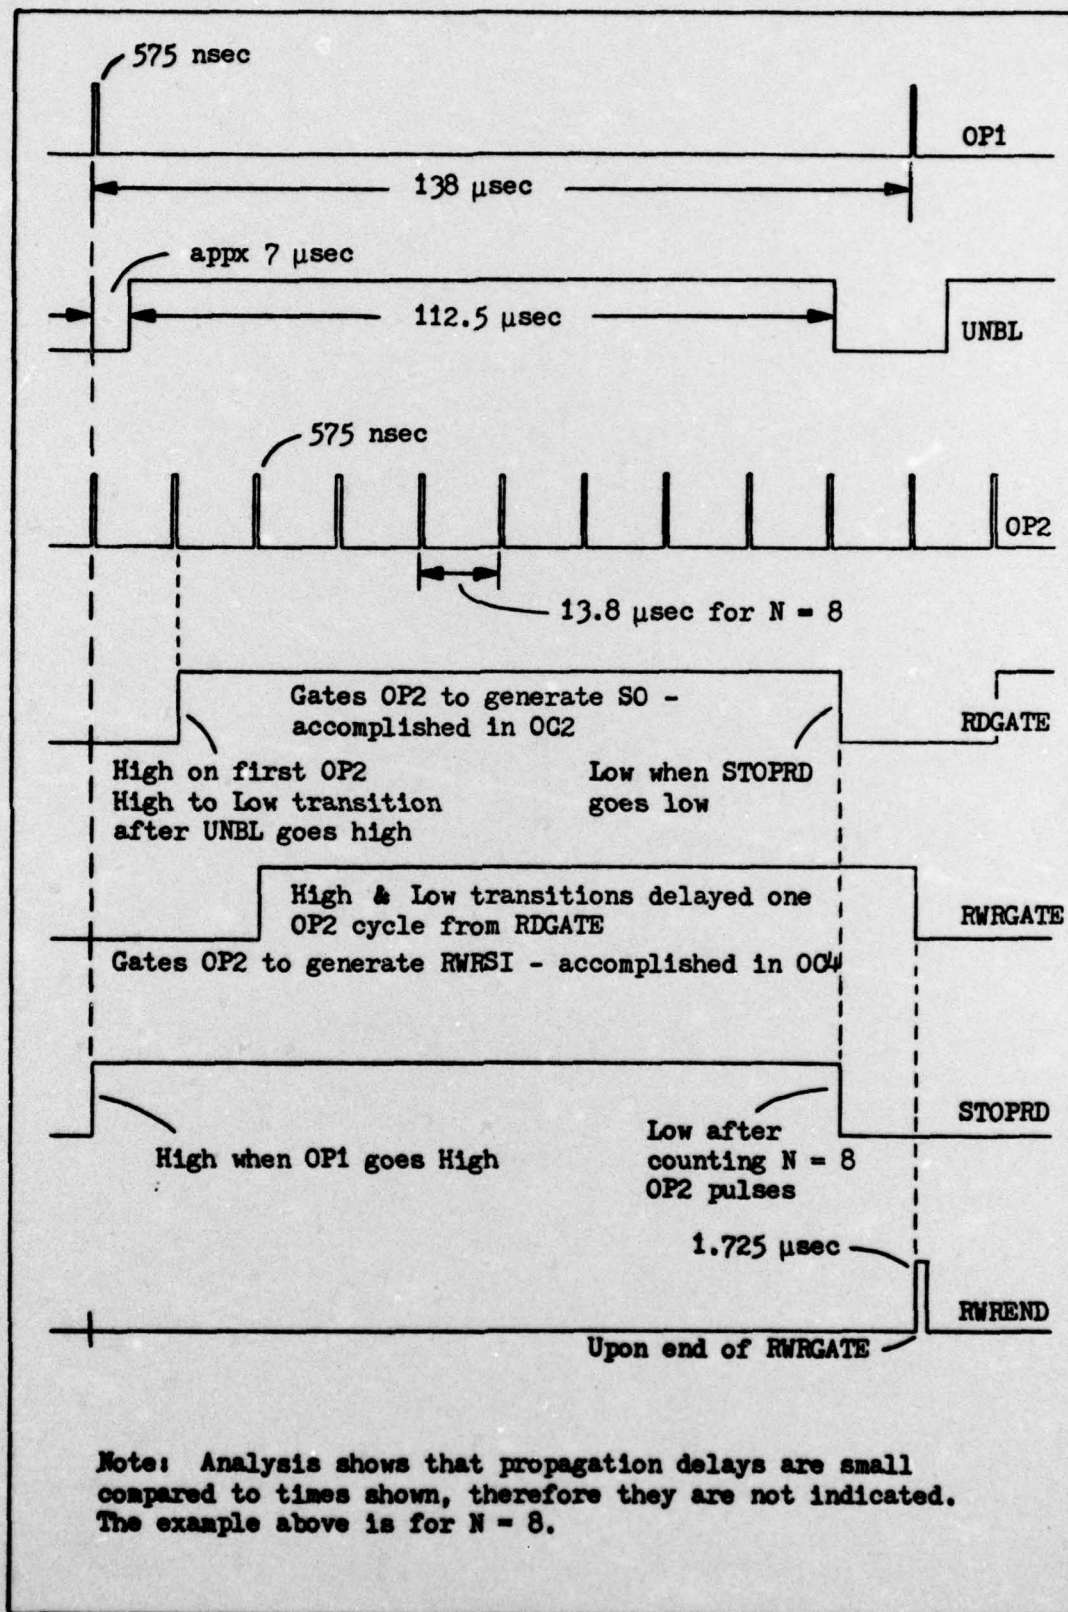 575 nsec
OP1
138 μsec
appx 7 μsec
112.5 μsec
UNBL
575 nsec
OP2
13.8 μsec for N = 8
Gates OP2 to generate SO -
accomplished in OC2
RDGATE
High on first OP2
High to Low transition
after UNBL goes high
Low when STOPRD
goes low
High & Low transitions delayed one
OP2 cycle from RDGATE
RWRGATE
Gates OP2 to generate RWRSI - accomplished in OC4
STOPRD
High when OP1 goes High
Low after
counting N = 8
OP2 pulses
1.725 μsec
RWREND
Upon end of RWRGATE
Note: Analysis shows that propagation delays are small
compared to times shown, therefore they are not indicated.
The example above is for N = 8.